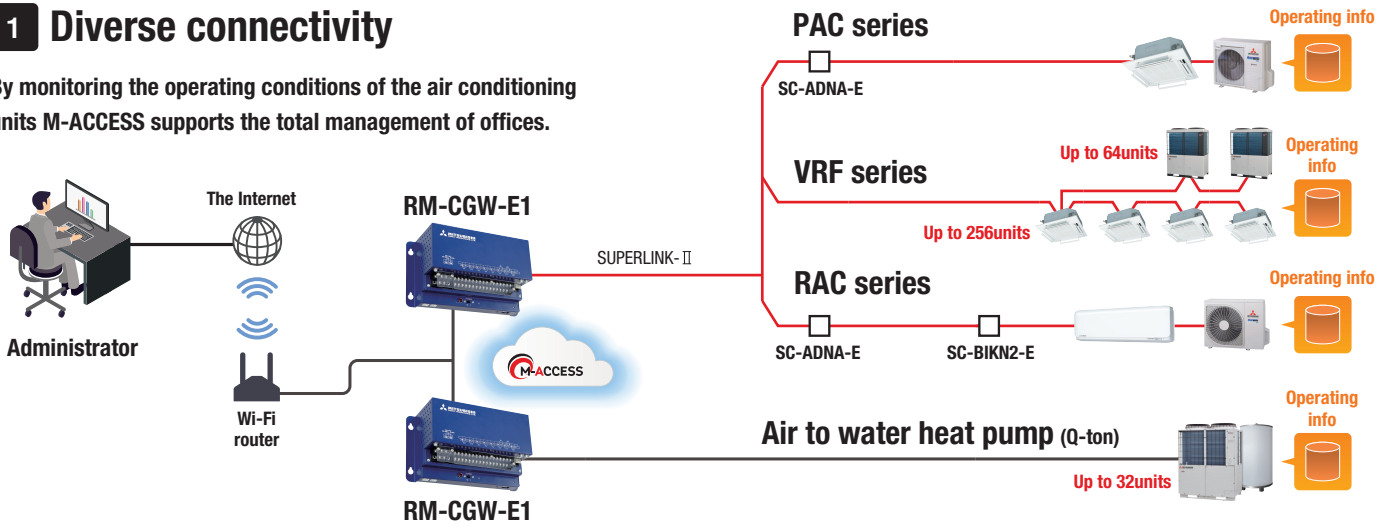 1 Diverse connectivity
By monitoring the operating conditions of the air conditioning
units M-ACCESS supports the total management of offices.
Administrator
The Internet
Wi-Fi
router
RM-CGW-E1
MITSUBISHI
SUPERLINK-Ⅱ
M-ACCESS
MITSUBISHI
RM-CGW-E1
PAC series
SC-ADNA-E
Operating info
VRF series
Up to 64units
Up to 256units
Operating
info
RAC series
SC-ADNA-E
SC-BIKN2-E
Operating info
Air to water heat pump (Q-ton)
Up to 32units
Operating
info